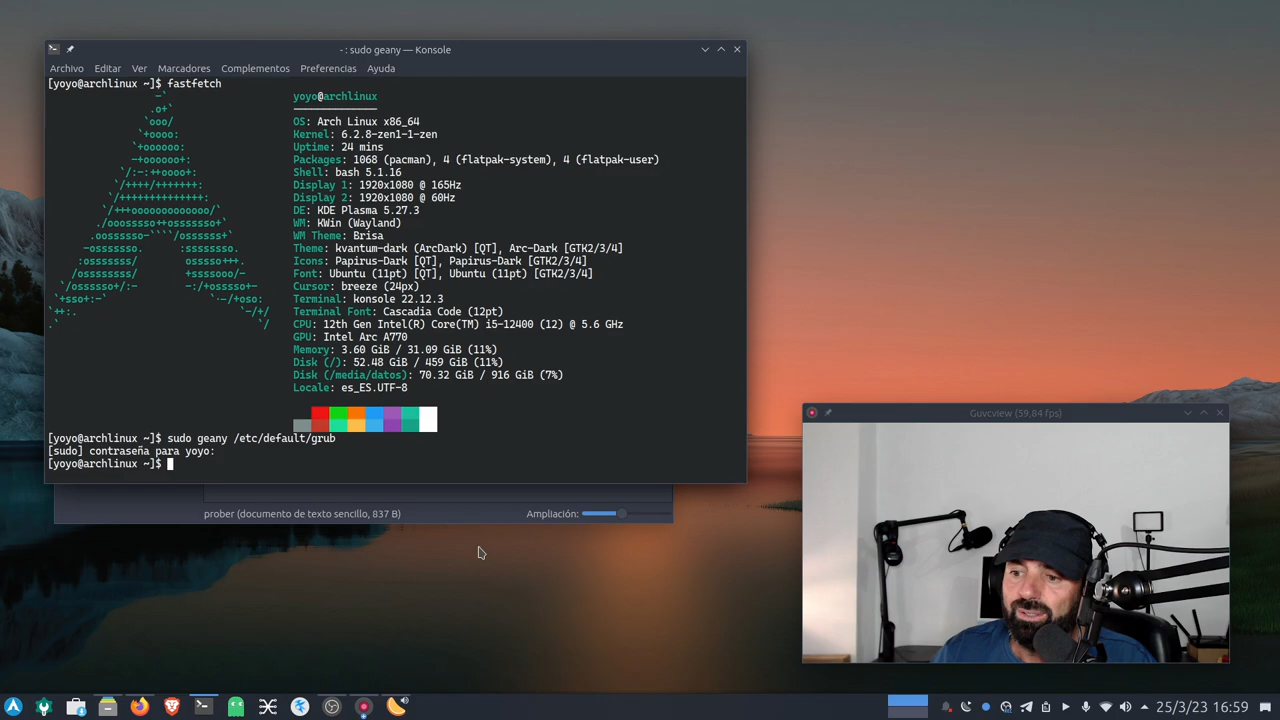 - : sudo geany — Konsole
Archivo Editar Ver Marcadores Complementos Preferencias Ayuda
[yoyo@archlinux ~]$ fastfetch
yoyo@archlinux
OS: Arch Linux x86_64
Kernel: 6.2.8-zen1-1-zen
Uptime: 24 mins
Packages: 1068 (pacman), 4 (flatpak-system), 4 (flatpak-user)
Shell: bash 5.1.16
Display 1: 1920x1080 @ 165Hz
Display 2: 1920x1080 @ 60Hz
DE: KDE Plasma 5.27.3
WM: KWin (Wayland)
WM Theme: Brisa
Theme: kvantum-dark (ArcDark) [QT], Arc-Dark [GTK2/3/4]
Icons: Papirus-Dark [QT], Papirus-Dark [GTK2/3/4]
Font: Ubuntu (11pt) [QT], Ubuntu (11pt) [GTK2/3/4]
Cursor: breeze (24px)
Terminal: konsole 22.12.3
Terminal Font: Cascadia Code (12pt)
CPU: 12th Gen Intel(R) Core(TM) i5-12400 (12) @ 5.6 GHz
GPU: Intel Arc A770
Memory: 3.60 GiB / 31.09 GiB (11%)
Disk (/): 52.48 GiB / 459 GiB (11%)
Disk (/media/datos): 70.32 GiB / 916 GiB (7%)
Locale: es_ES.UTF-8
[yoyo@archlinux ~]$ sudo geany /etc/default/grub
[sudo] contraseña para yoyo:
[yoyo@archlinux ~]$
prober (documento de texto sencillo, 837 B) Ampliación:
Guvcview (59,84 fps)
25/3/23 16:59